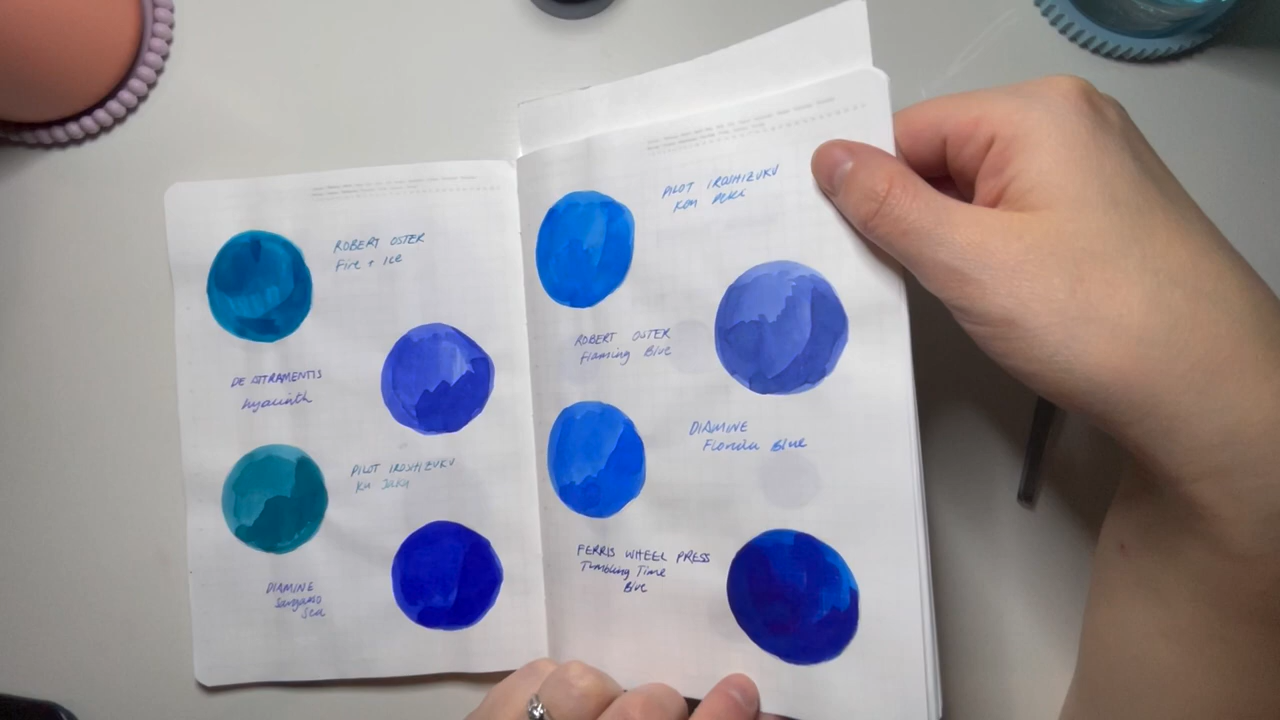 ROBERT OSTER
Fire + Ice
DE ATRAMENTIS
hyacinth
PILOT IROSHIZUKU
Ku Jaku
DIAMINE
Sargasso
Sea
PILOT IROSHIZUKU
Kon Peki
ROBERT OSTER
Flaming Blue
DIAMINE
Florida Blue
FERRIS WHEEL PRESS
Tumbling Time
Blue